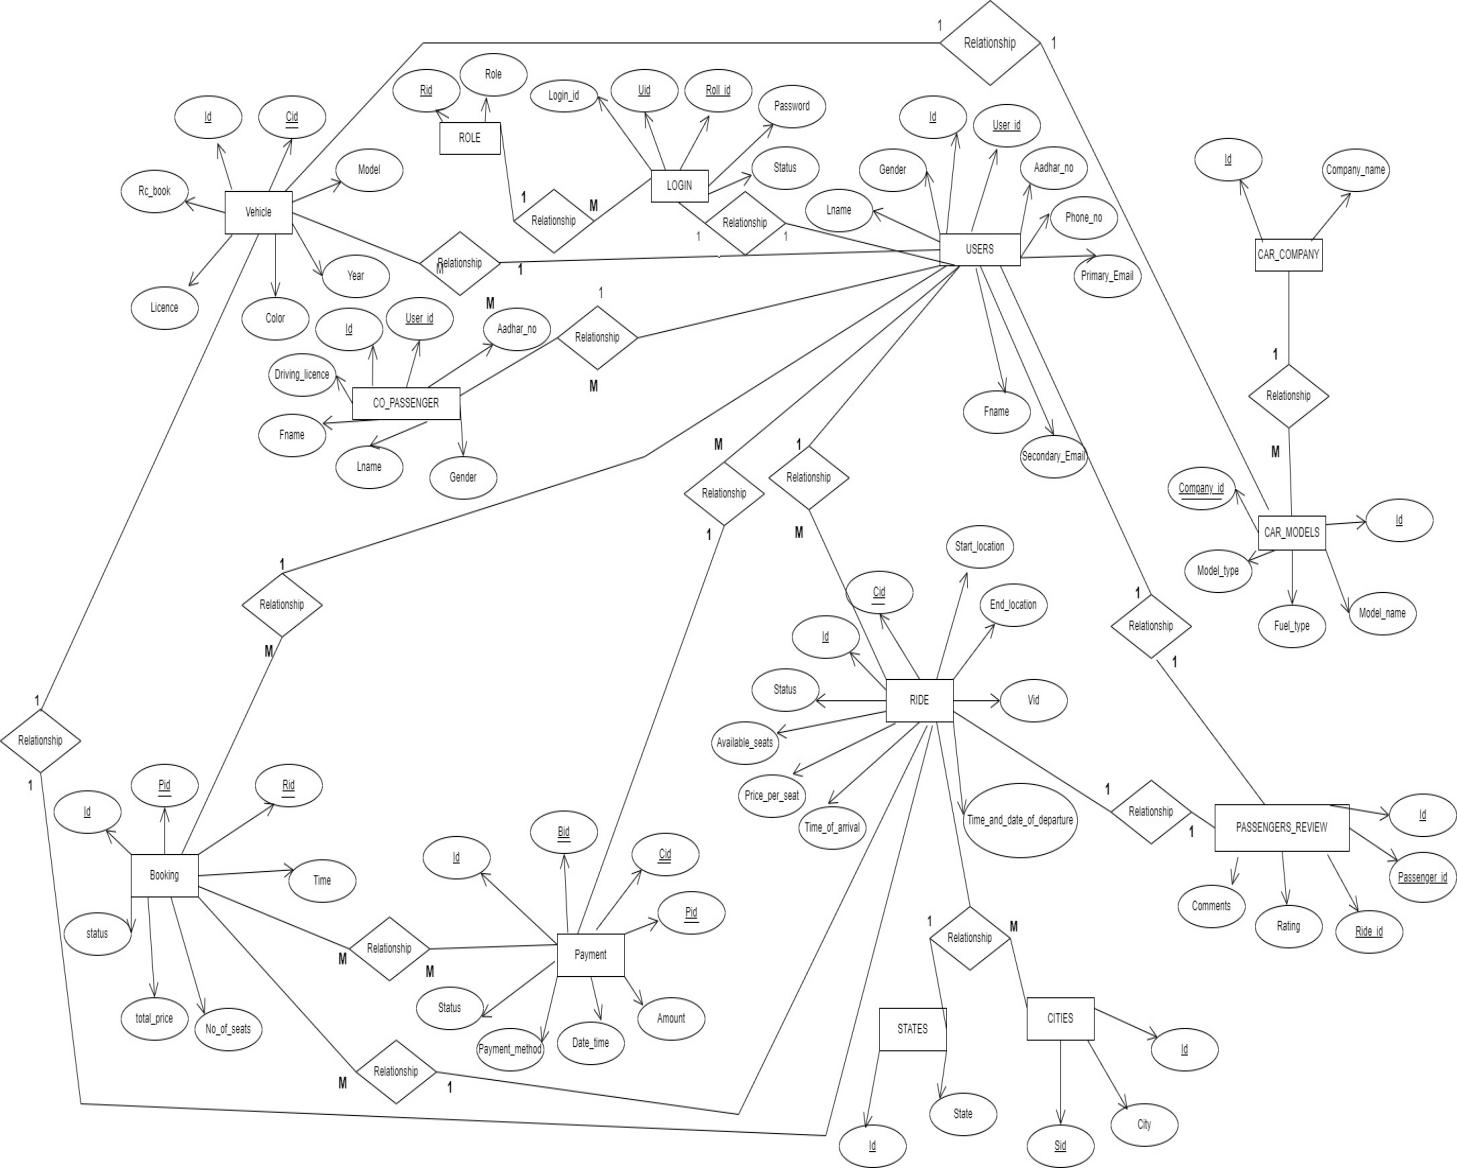 1
Relationship
1
Rid
Role
Login_id
Uid
Roll_id
Password
Id
Cid
ROLE
Id
User_id
Status
Aadhar_no
Gender
Id
Company_name
Model
Rc_book
Vehicle
LOGIN
1
Relationship
M
Lname
Relationship
1
1
Phone_no
USERS
CAR_COMPANY
Relationship
M
1
Year
Primary_Email
Licence
Color
M
1
Id
User_id
Aadhar_no
Relationship
M
Driving_licence
CO_PASSENGER
Fname
Lname
Gender
Fname
Secondary_Email
1
Relationship
M
M
Relationship
1
1
Relationship
M
Company_id
Id
CAR_MODELS
Model_type
Fuel_type
Model_name
Start_location
Cid
End_location
1
Relationship
M
Id
1
Relationship
1
Status
RIDE
Vid
1
Relationship
1
Available_seats
Price_per_seat
Time_of_arrival
Time_and_date_of_departure
1
Relationship
1
PASSENGERS_REVIEW
Id
Passenger_id
Comments
Rating
Ride_id
Id
Pid
Rid
Booking
Time
status
total_price
No_of_seats
Id
Bid
Cid
Pid
M
Relationship
M
Payment
Status
Payment_method
Date_time
Amount
M
Relationship
1
1
Relationship
M
STATES
CITIES
Id
State
Id
Sid
City